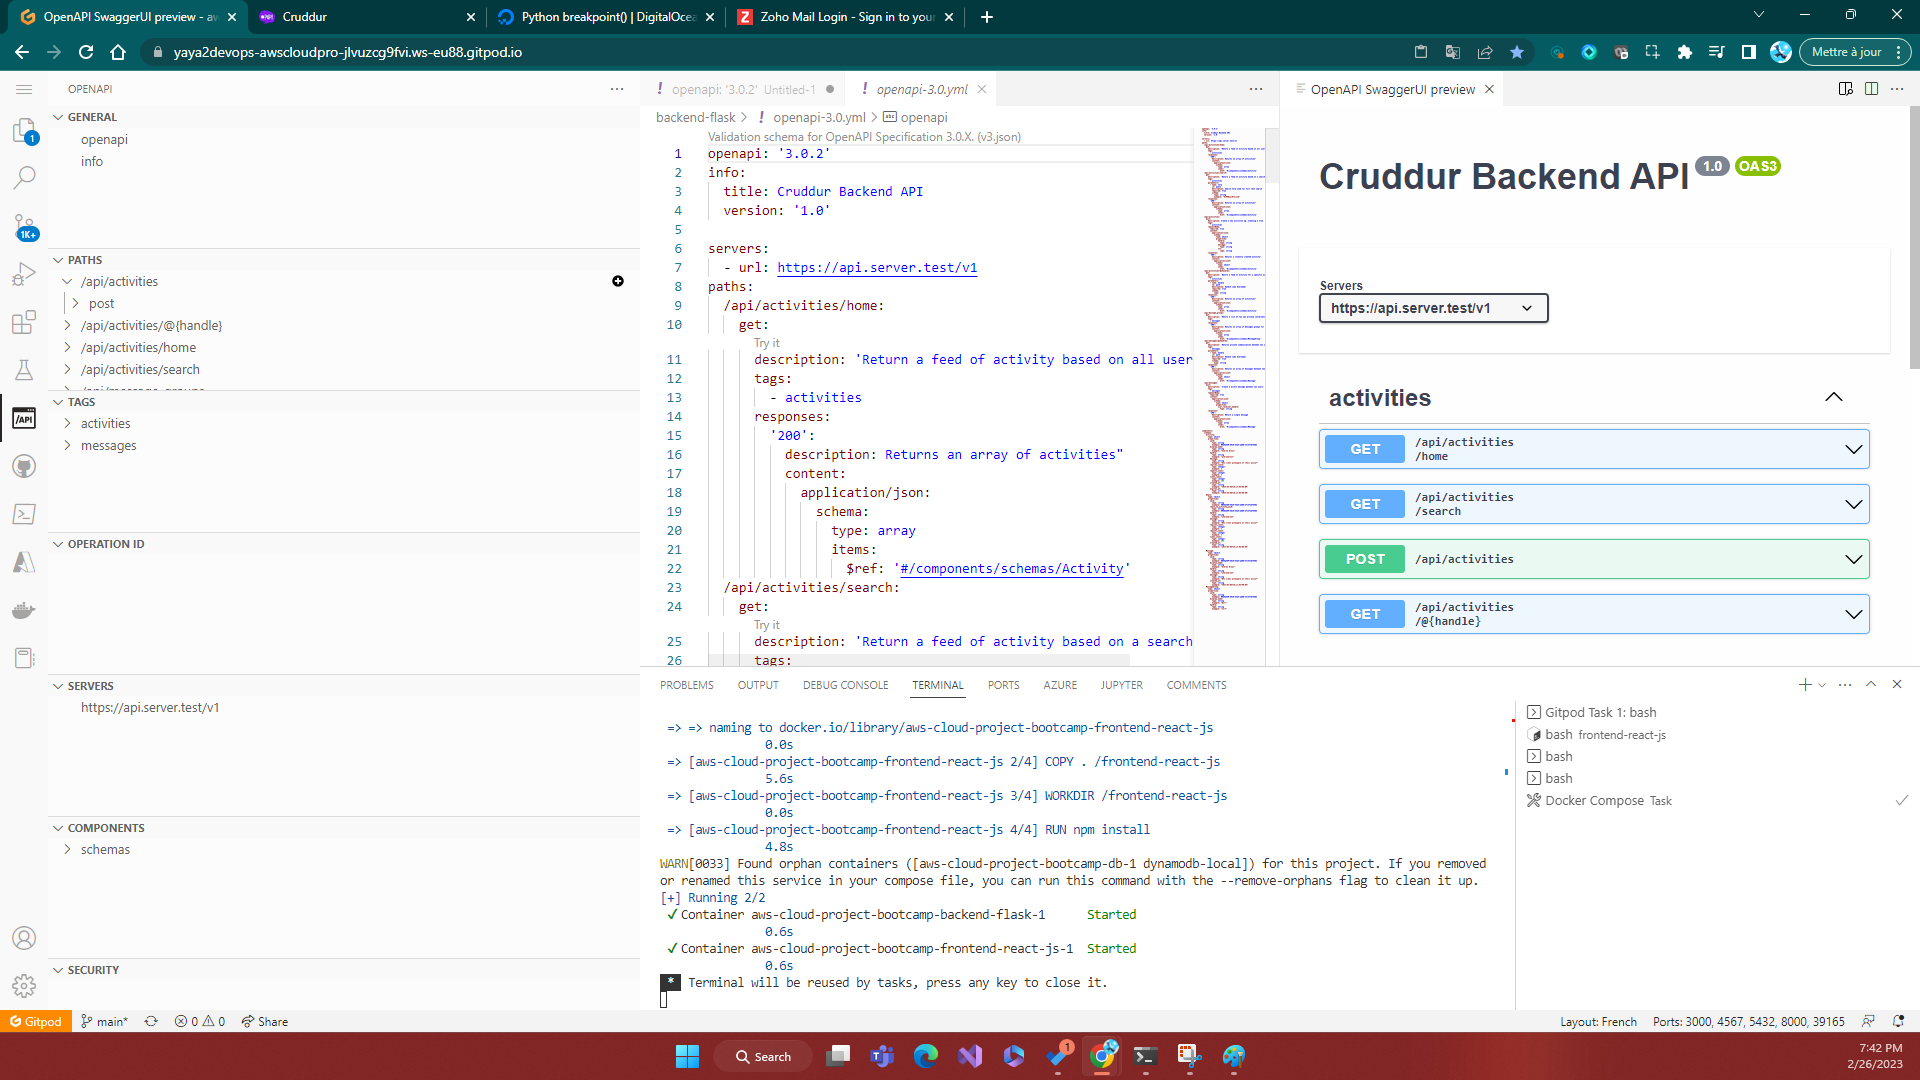 OpenAPI SwaggerUI preview - aw
Cruddur
Python breakpoint() | DigitalOcea
Zoho Mail Login - Sign in to your
yaya2devops-awscloudpro-jlvuzcg9fvi.ws-eu88.gitpod.io
Mettre à jour
OPENAPI
GENERAL
openapi
info
PATHS
/api/activities
post
/api/activities/@{handle}
/api/activities/home
/api/activities/search
TAGS
activities
messages
OPERATION ID
SERVERS
https://api.server.test/v1
COMPONENTS
schemas
SECURITY
1
1K+
/API
openapi: '3.0.2' Untitled-1
openapi-3.0.yml
backend-flask > ! openapi-3.0.yml > openapi
Validation schema for OpenAPI Specification 3.0.X. (v3.json)
1 openapi: '3.0.2'
2 info:
3 title: Cruddur Backend API
4 version: '1.0'
5
6 servers:
7 - url: https://api.server.test/v1
8 paths:
9 /api/activities/home:
10 get:
Try it
11 description: 'Return a feed of activity based on all user
12 tags:
13 - activities
14 responses:
15 '200':
16 description: Returns an array of activities"
17 content:
18 application/json:
19 schema:
20 type: array
21 items:
22 $ref: '#/components/schemas/Activity'
23 /api/activities/search:
24 get:
Try it
25 description: 'Return a feed of activity based on a search
26 tags:
OpenAPI SwaggerUI preview
Cruddur Backend API 1.0 OAS3
Servers
https://api.server.test/v1
activities
GET /api/activities
/home
GET /api/activities
/search
POST /api/activities
GET /api/activities
/@{handle}
PROBLEMS OUTPUT DEBUG CONSOLE TERMINAL PORTS AZURE JUPYTER COMMENTS
=> => naming to docker.io/library/aws-cloud-project-bootcamp-frontend-react-js
0.0s
=> [aws-cloud-project-bootcamp-frontend-react-js 2/4] COPY . /frontend-react-js
5.6s
=> [aws-cloud-project-bootcamp-frontend-react-js 3/4] WORKDIR /frontend-react-js
0.0s
=> [aws-cloud-project-bootcamp-frontend-react-js 4/4] RUN npm install
4.8s
WARN[0033] Found orphan containers ([aws-cloud-project-bootcamp-db-1 dynamodb-local]) for this project. If you removed
or renamed this service in your compose file, you can run this command with the --remove-orphans flag to clean it up.
[+] Running 2/2
✔ Container aws-cloud-project-bootcamp-backend-flask-1 Started
0.6s
✔ Container aws-cloud-project-bootcamp-frontend-react-js-1 Started
0.6s
* Terminal will be reused by tasks, press any key to close it.
Gitpod Task 1: bash
bash frontend-react-js
bash
bash
Docker Compose Task
Gitpod
main*
0 0
Share
Layout: French
Ports: 3000, 4567, 5432, 8000, 39165
Search
1
7:42 PM
2/26/2023